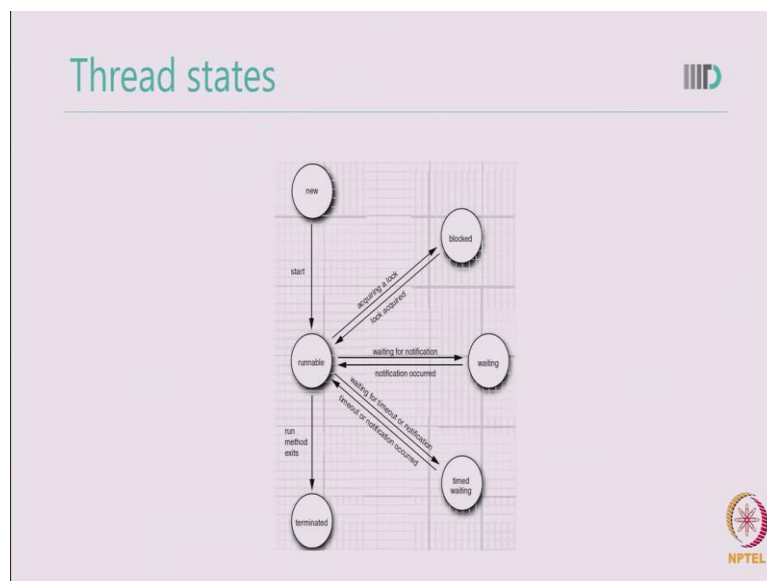 Thread states
new
start
blocked
acquiring a lock
lock acquired
runnable
waiting for notification
notification occurred
waiting
waiting for timeout or notification
timeout or notification occurred
run
method
exits
timed
waiting
terminated
NPTEL